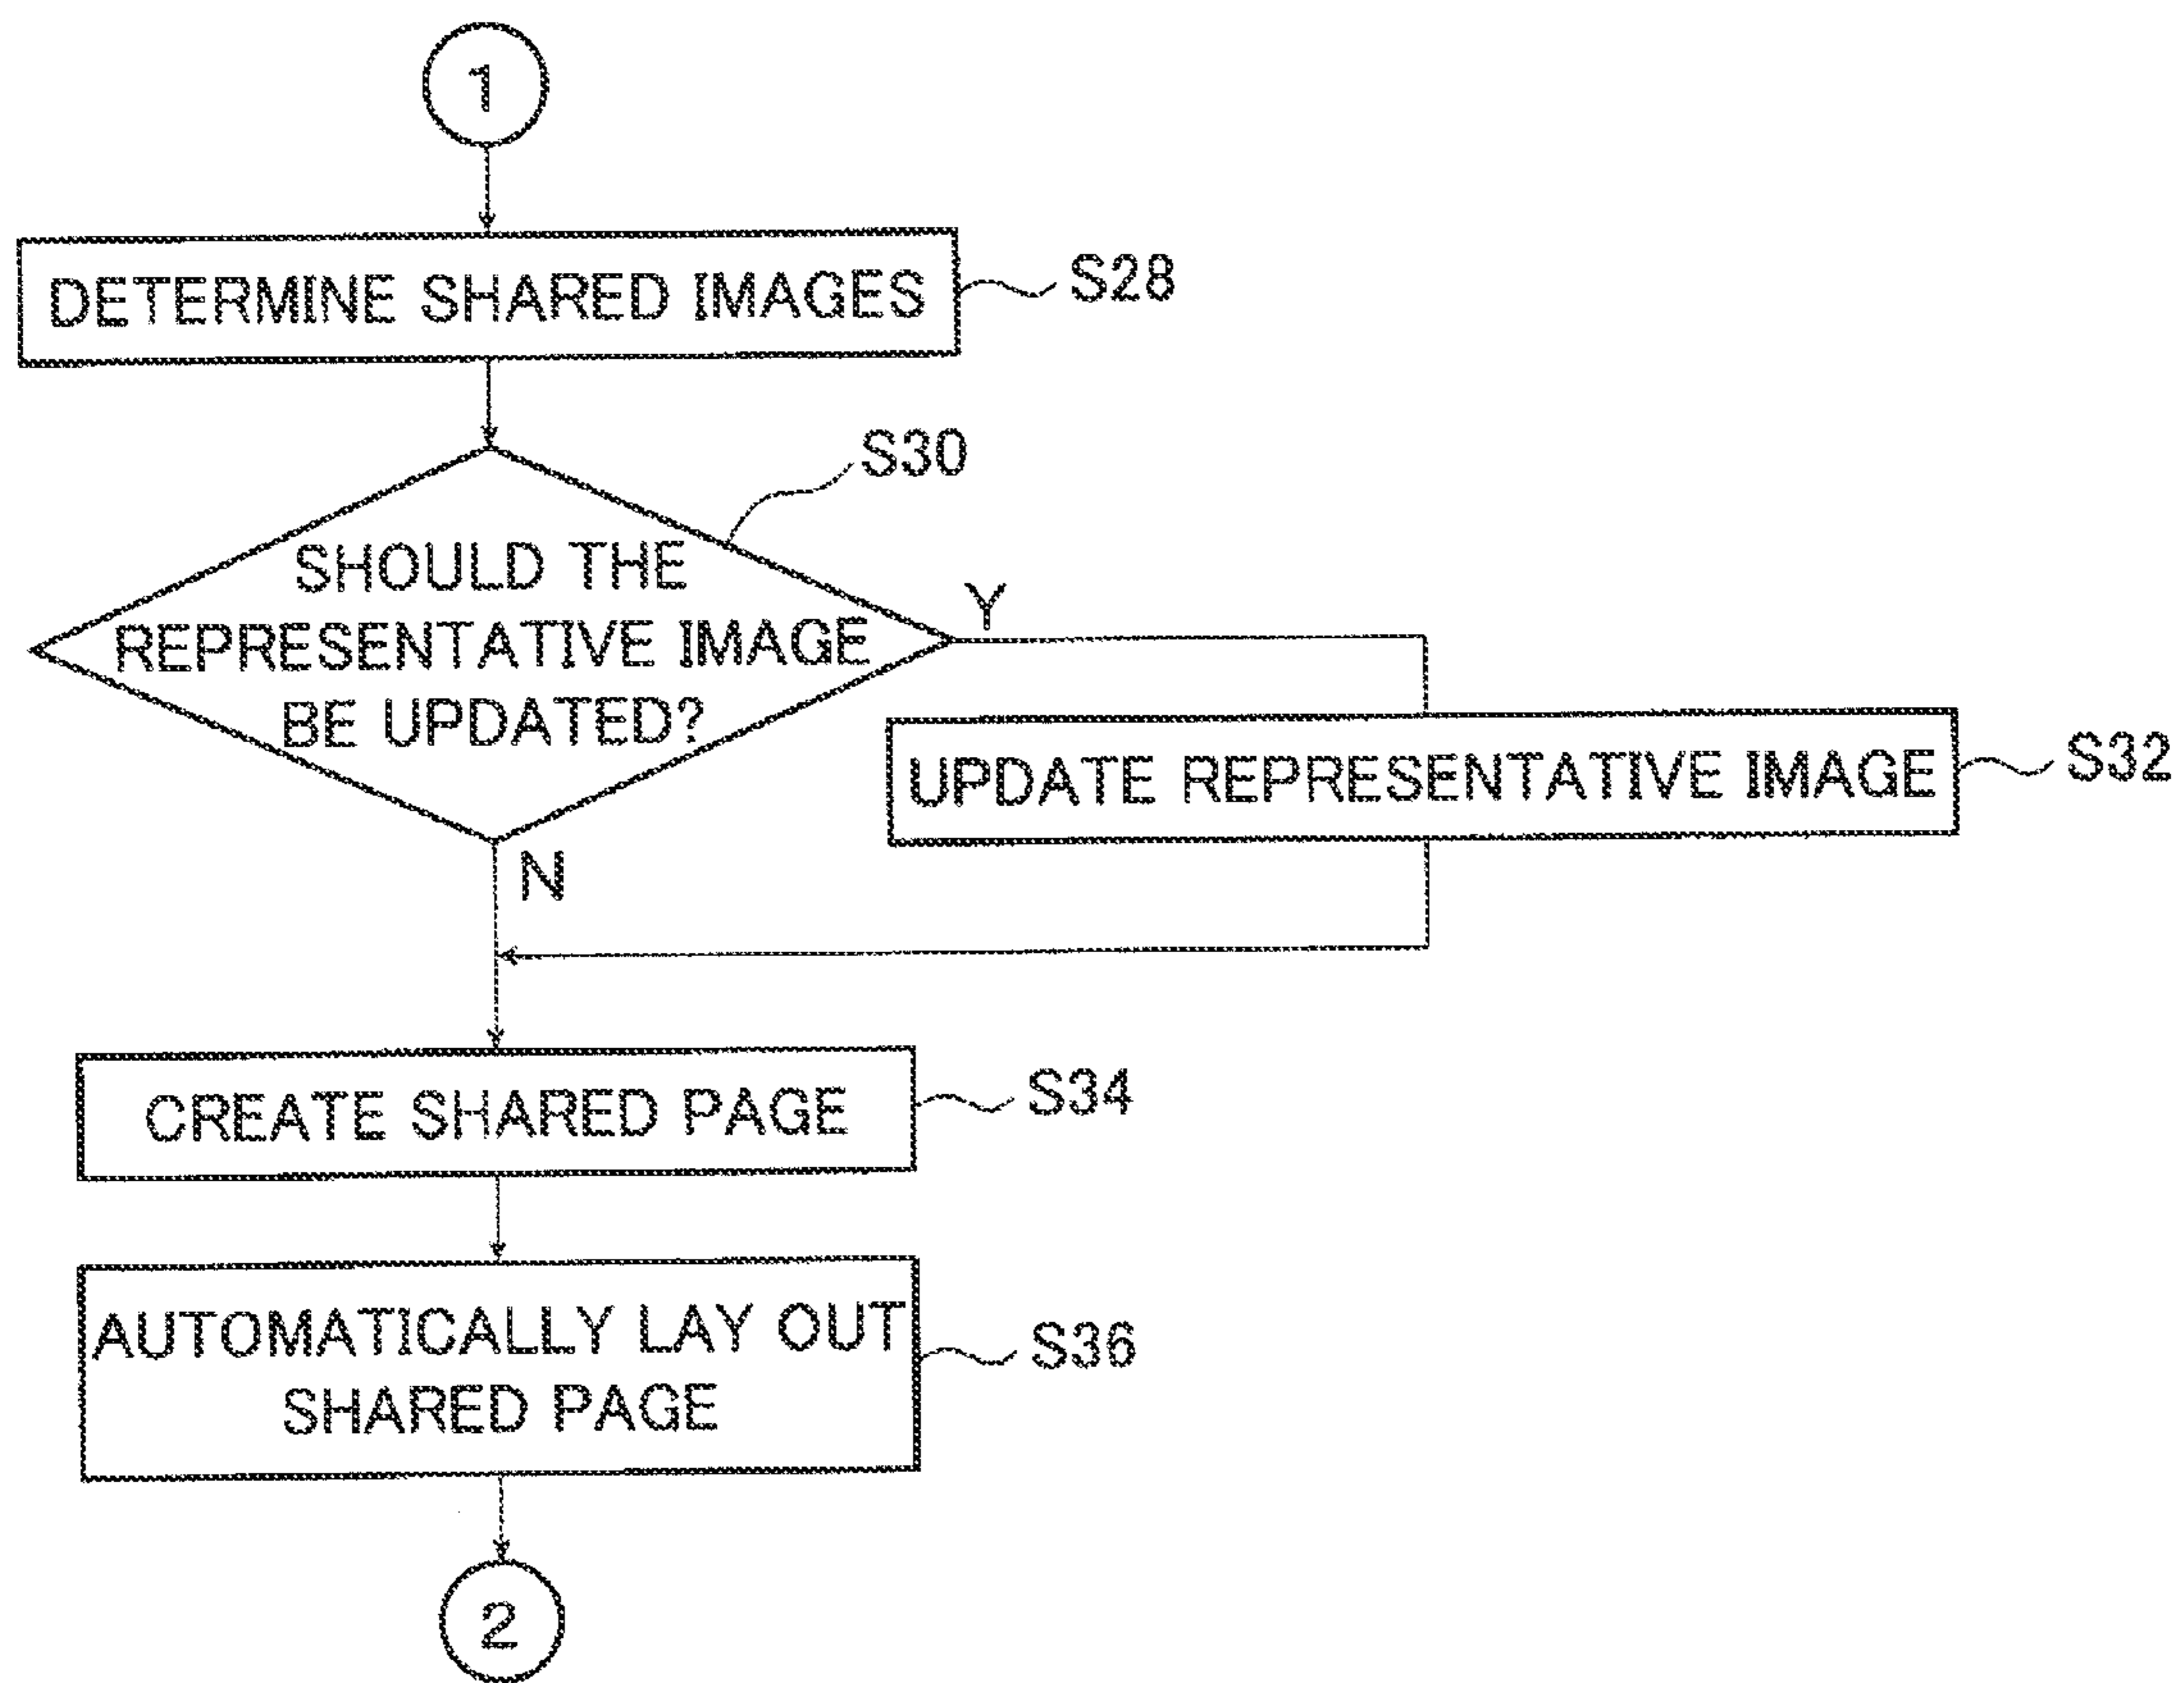 1
DETERMINE SHARED IMAGES
S28
S30
SHOULD THE
REPRESENTATIVE IMAGE
BE UPDATED?
Y
UPDATE REPRESENTATIVE IMAGE
S32
N
CREATE SHARED PAGE
S34
AUTOMATICALLY LAY OUT
SHARED PAGE
S36
2